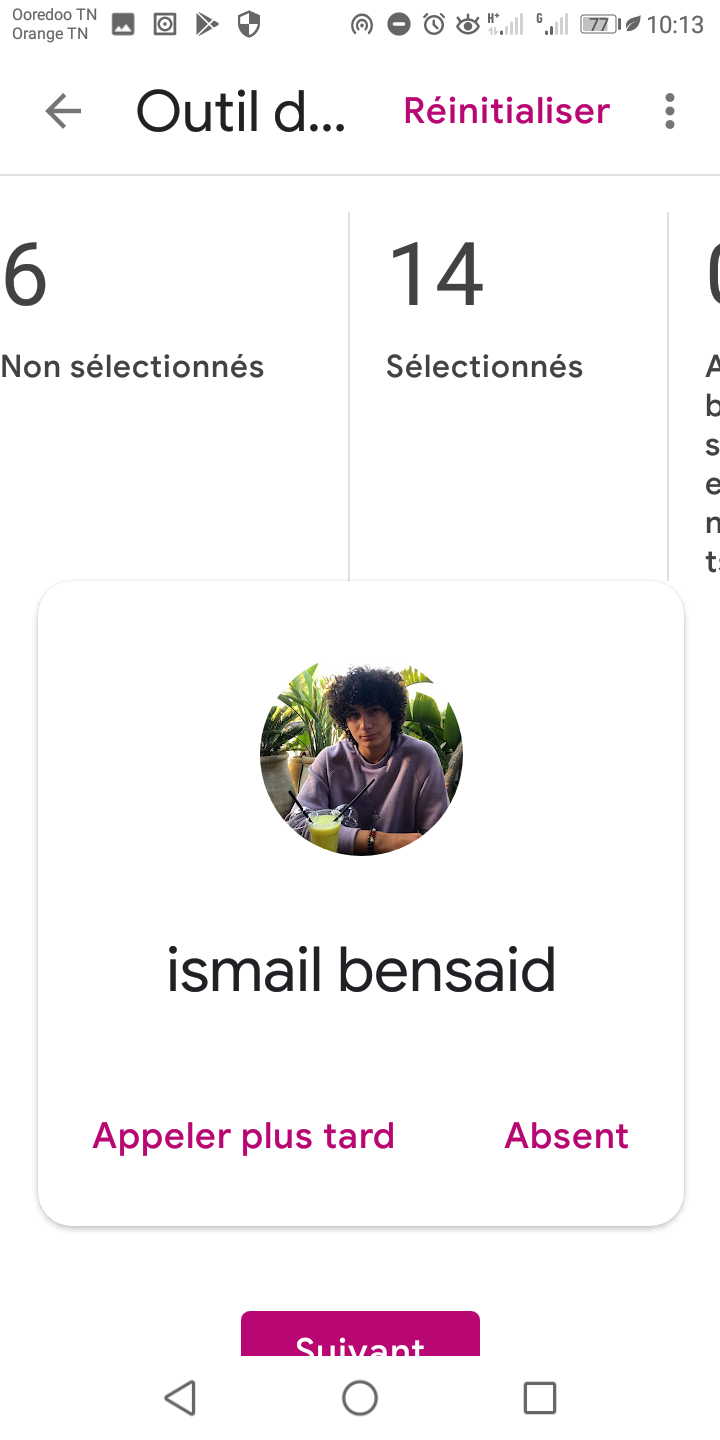 Ooredoo TN
Orange TN
77
10:13
Outil d...
Réinitialiser
6
14
Non sélectionnés
Sélectionnés
ismail bensaid
Appeler plus tard
Absent
Suivant